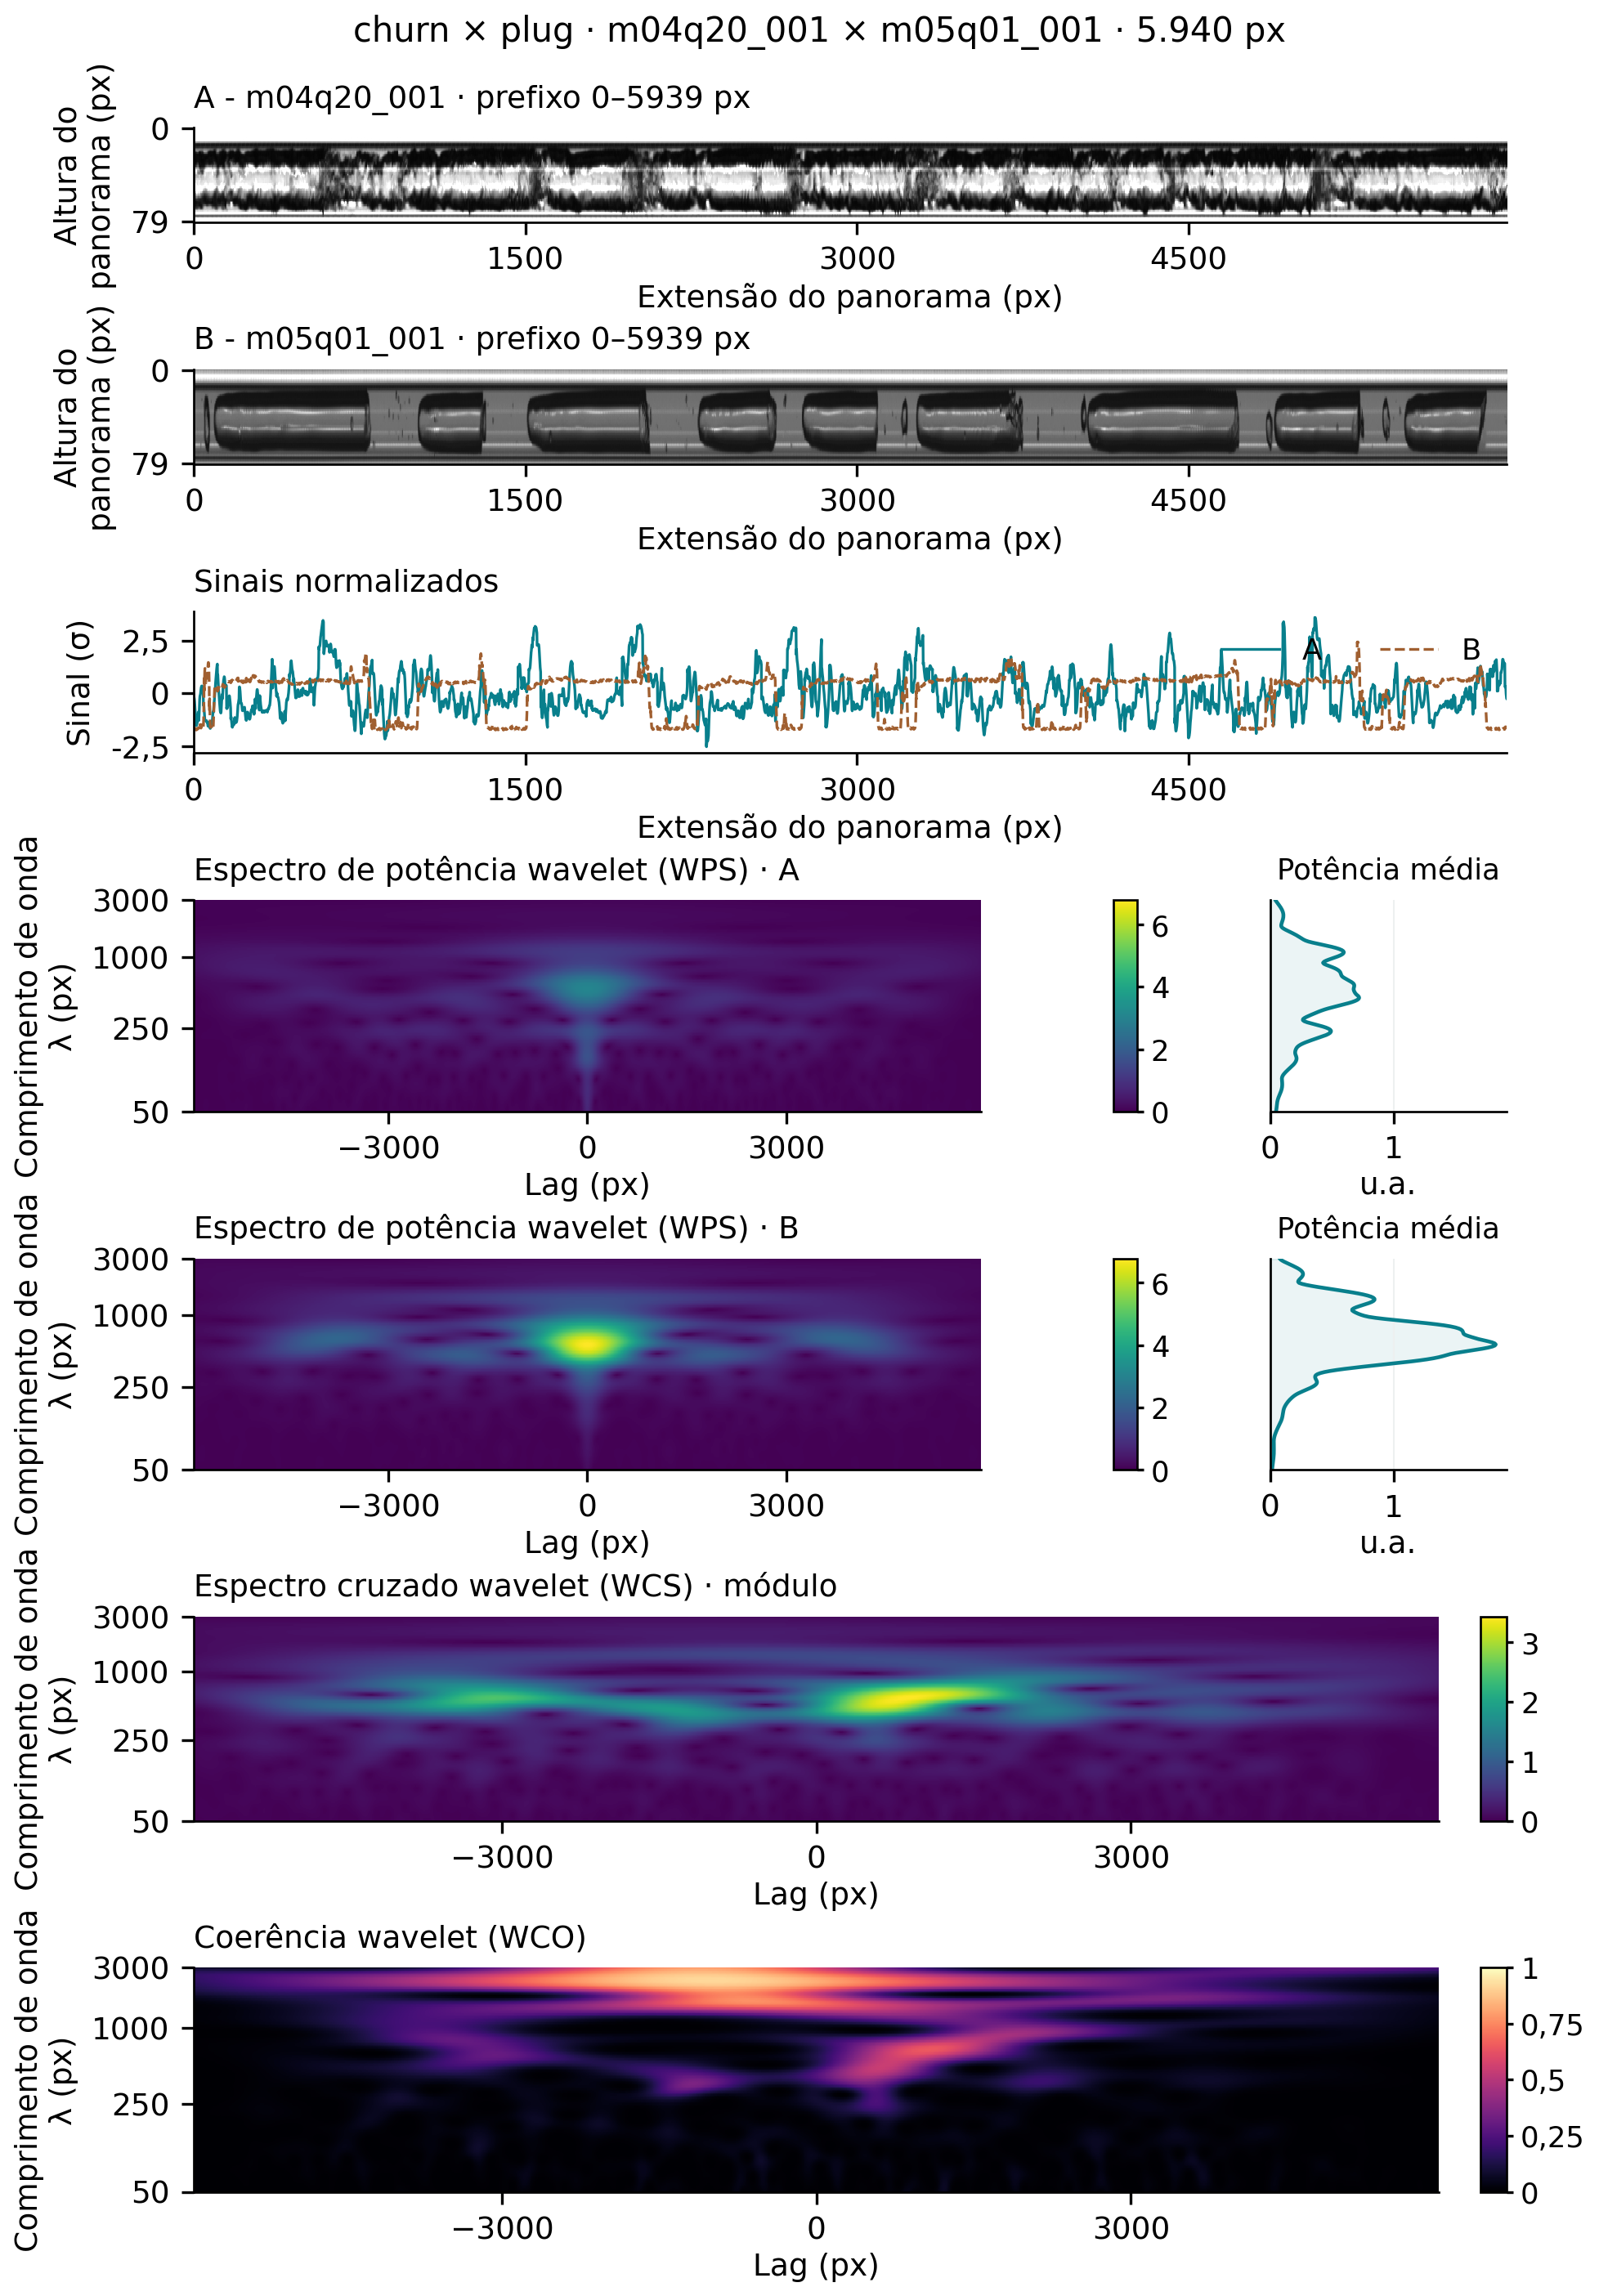 churn × plug · m04q20_001 × m05q01_001 · 5.940 px
A - m04q20_001 · prefixo 0–5939 px
Altura do
panorama (px)
0
79
0 1500 3000 4500
Extensão do panorama (px)
B - m05q01_001 · prefixo 0–5939 px
Altura do
panorama (px)
0
79
0 1500 3000 4500
Extensão do panorama (px)
Sinais normalizados
Sinal (σ)
2,5
0
-2,5
A B
0 1500 3000 4500
Extensão do panorama (px)
Espectro de potência wavelet (WPS) · A
Comprimento de onda
λ (px)
3000
1000
250
50
−3000 0 3000
Lag (px)
6
4
2
0
Potência média
0 1
u.a.
Espectro de potência wavelet (WPS) · B
Comprimento de onda
λ (px)
3000
1000
250
50
−3000 0 3000
Lag (px)
6
4
2
0
Potência média
0 1
u.a.
Espectro cruzado wavelet (WCS) · módulo
Comprimento de onda
λ (px)
3000
1000
250
50
−3000 0 3000
Lag (px)
3
2
1
0
Coerência wavelet (WCO)
Comprimento de onda
λ (px)
3000
1000
250
50
−3000 0 3000
Lag (px)
1
0,75
0,5
0,25
0